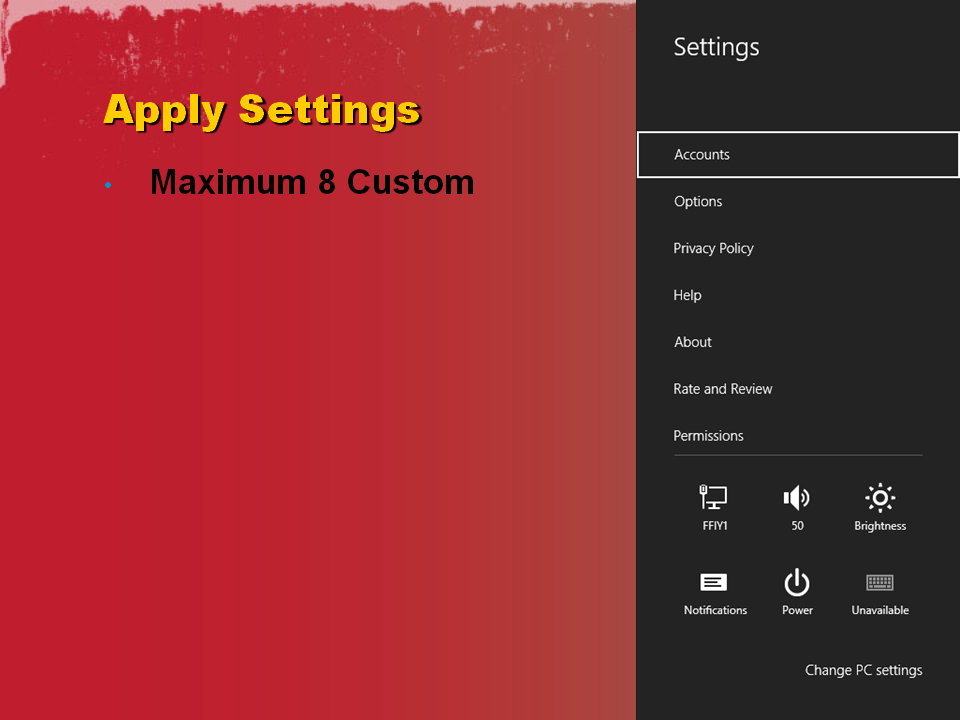 Apply Settings
• Maximum 8 Custom
Settings
Accounts
Options
Privacy Policy
Help
About
Rate and Review
Permissions
FFIY1 50 Brightness
Notifications Power Unavailable
Change PC settings